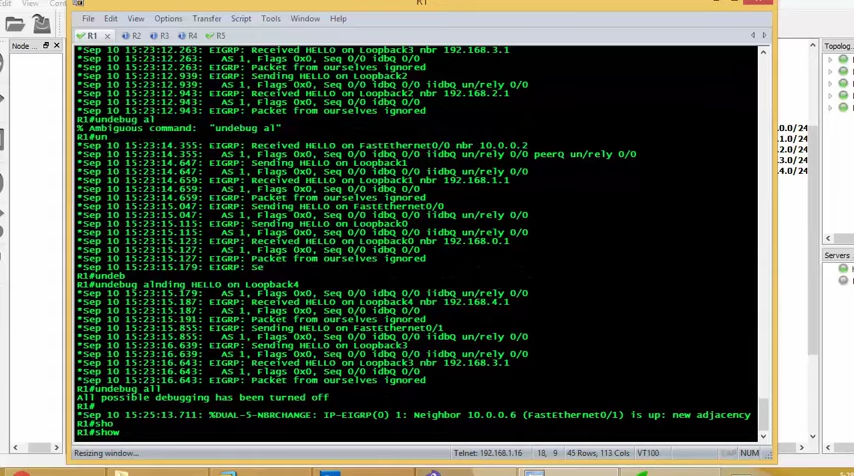 R1
File Edit View Options Transfer Script Tools Window Help
Node
Topolog
R1 R2 R3 R4 R5
*Sep 10 15:23:12.263: EIGRP: Received HELLO on Loopback3 nbr 192.168.3.1
*Sep 10 15:23:12.263: AS 1, Flags 0x0, Seq 0/0 idbQ 0/0
*Sep 10 15:23:12.263: EIGRP: Packet from ourselves ignored
*Sep 10 15:23:12.939: EIGRP: Sending HELLO on Loopback2
*Sep 10 15:23:12.939: AS 1, Flags 0x0, Seq 0/0 idbQ 0/0 iidbQ un/rely 0/0
*Sep 10 15:23:12.943: EIGRP: Received HELLO on Loopback2 nbr 192.168.2.1
*Sep 10 15:23:12.943: AS 1, Flags 0x0, Seq 0/0 idbQ 0/0
*Sep 10 15:23:12.943: EIGRP: Packet from ourselves ignored
R1#undebug al
% Ambiguous command: "undebug al"
R1#un
*Sep 10 15:23:14.355: EIGRP: Received HELLO on FastEthernet0/0 nbr 10.0.0.2
*Sep 10 15:23:14.355: AS 1, Flags 0x0, Seq 0/0 idbQ 0/0 iidbQ un/rely 0/0 peerQ un/rely 0/0
*Sep 10 15:23:14.647: EIGRP: Sending HELLO on Loopback1
*Sep 10 15:23:14.647: AS 1, Flags 0x0, Seq 0/0 idbQ 0/0 iidbQ un/rely 0/0
*Sep 10 15:23:14.659: EIGRP: Received HELLO on Loopback1 nbr 192.168.1.1
*Sep 10 15:23:14.659: AS 1, Flags 0x0, Seq 0/0 idbQ 0/0
*Sep 10 15:23:14.659: EIGRP: Packet from ourselves ignored
*Sep 10 15:23:15.047: EIGRP: Sending HELLO on FastEthernet0/0
*Sep 10 15:23:15.047: AS 1, Flags 0x0, Seq 0/0 idbQ 0/0 iidbQ un/rely 0/0
*Sep 10 15:23:15.115: EIGRP: Sending HELLO on Loopback0
*Sep 10 15:23:15.115: AS 1, Flags 0x0, Seq 0/0 idbQ 0/0 iidbQ un/rely 0/0
*Sep 10 15:23:15.123: EIGRP: Received HELLO on Loopback0 nbr 192.168.0.1
*Sep 10 15:23:15.127: AS 1, Flags 0x0, Seq 0/0 idbQ 0/0
*Sep 10 15:23:15.127: EIGRP: Packet from ourselves ignored
*Sep 10 15:23:15.179: EIGRP: Se
R1#undeb
R1#undebug alnding HELLO on Loopback4
*Sep 10 15:23:15.179: AS 1, Flags 0x0, Seq 0/0 idbQ 0/0 iidbQ un/rely 0/0
*Sep 10 15:23:15.187: EIGRP: Received HELLO on Loopback4 nbr 192.168.4.1
*Sep 10 15:23:15.187: AS 1, Flags 0x0, Seq 0/0 idbQ 0/0
*Sep 10 15:23:15.191: EIGRP: Packet from ourselves ignored
*Sep 10 15:23:15.855: EIGRP: Sending HELLO on FastEthernet0/1
*Sep 10 15:23:15.855: AS 1, Flags 0x0, Seq 0/0 idbQ 0/0 iidbQ un/rely 0/0
*Sep 10 15:23:16.639: EIGRP: Sending HELLO on Loopback3
*Sep 10 15:23:16.639: AS 1, Flags 0x0, Seq 0/0 idbQ 0/0 iidbQ un/rely 0/0
*Sep 10 15:23:16.643: EIGRP: Received HELLO on Loopback3 nbr 192.168.3.1
*Sep 10 15:23:16.643: AS 1, Flags 0x0, Seq 0/0 idbQ 0/0
*Sep 10 15:23:16.643: EIGRP: Packet from ourselves ignored
R1#undebug all
All possible debugging has been turned off
R1#
*Sep 10 15:25:13.711: %DUAL-5-NBRCHANGE: IP-EIGRP(0) 1: Neighbor 10.0.0.6 (FastEthernet0/1) is up: new adjacency
R1#sho
R1#show
0.0/24
1.0/24
2.0/24
3.0/24
4.0/24
Servers
Resizing window... Telnet: 192.168.1.16 18, 9 45 Rows, 113 Cols VT100 CAP NUM